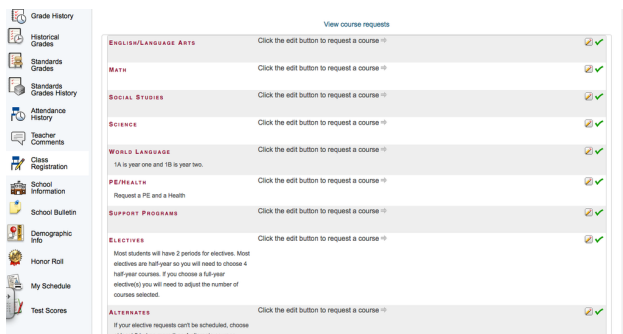 Grade History
Historical
Grades
Standards
Grades
Standards
Grades History
Attendance
History
Teacher
Comments
Class
Registration
School
Information
School Bulletin
Demographic
Info
Honor Roll
My Schedule
Test Scores
View course requests
ENGLISH/LANGUAGE ARTS
Click the edit button to request a course
MATH
Click the edit button to request a course
SOCIAL STUDIES
Click the edit button to request a course
SCIENCE
Click the edit button to request a course
WORLD LANGUAGE
Click the edit button to request a course
1A is year one and 1B is year two.
PE/HEALTH
Click the edit button to request a course
Request a PE and a Health
SUPPORT PROGRAMS
Click the edit button to request a course
ELECTIVES
Click the edit button to request a course
Most students will have 2 periods for electives. Most
electives are half-year so you will need to choose 4
half-year courses. If you choose a full-year
elective(s) you will need to adjust the number of
courses selected.
ALTERNATES
Click the edit button to request a course
If your elective requests can't be scheduled, choose